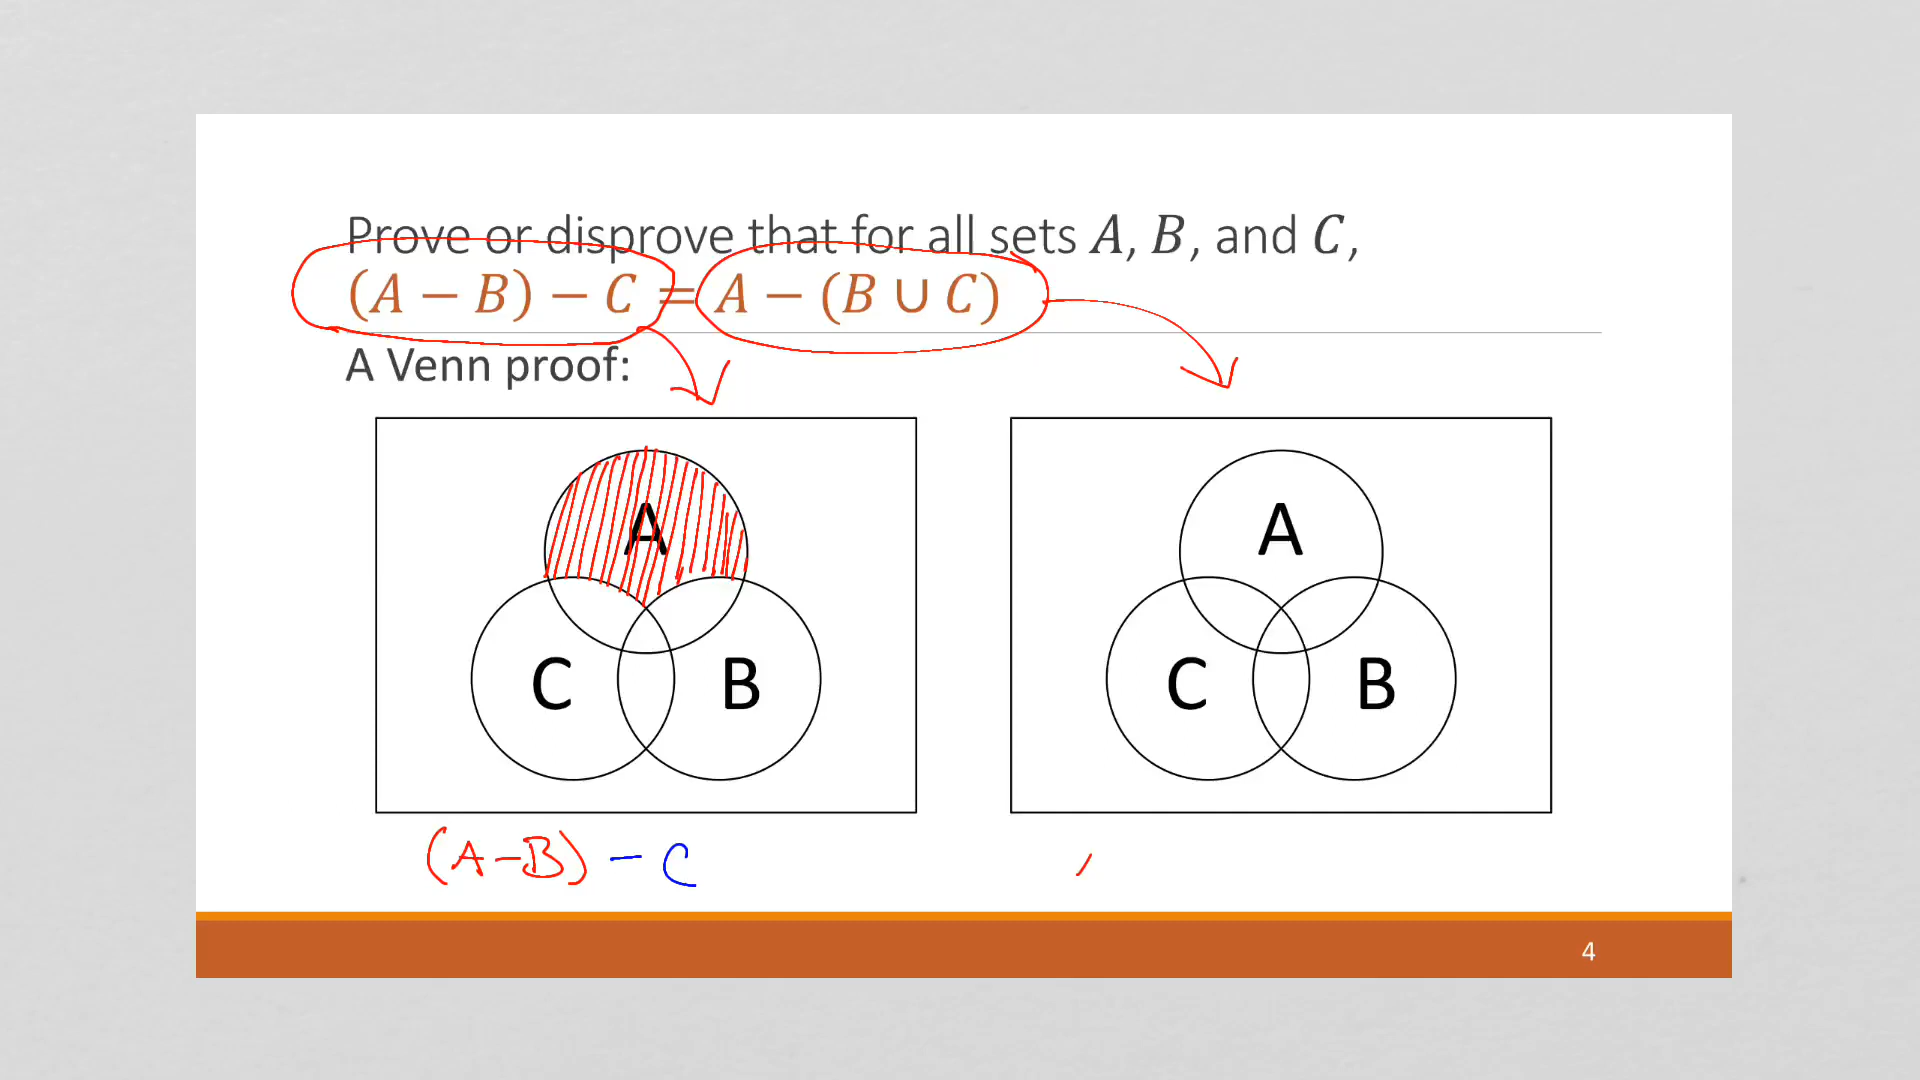 Prove or disprove that for all sets A, B, and C,
(A − B) − C = A − (B ∪ C)
A Venn proof:
A
C B
A
C B
(A−B) − C
4